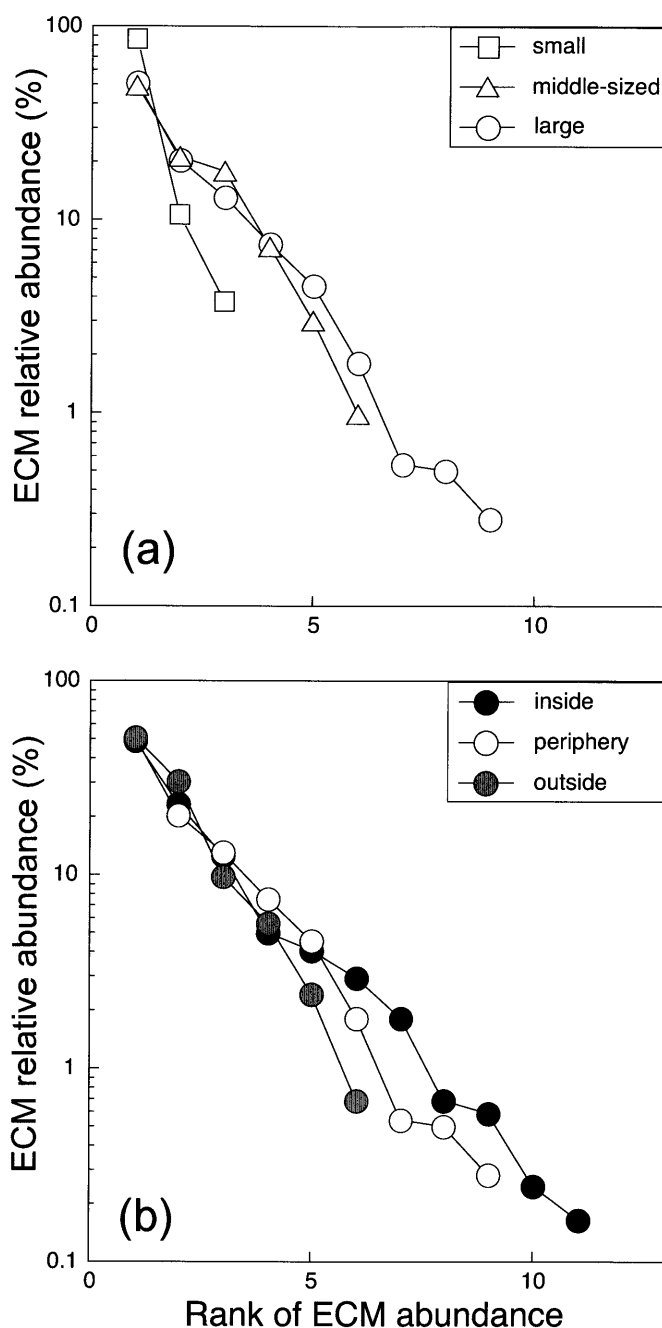 100
10
1
0.1
ECM relative abundance (%)
small
middle-sized
large
(a)
0 5 10
100
10
1
0.1
ECM relative abundance (%)
inside
periphery
outside
(b)
0 5 10
Rank of ECM abundance